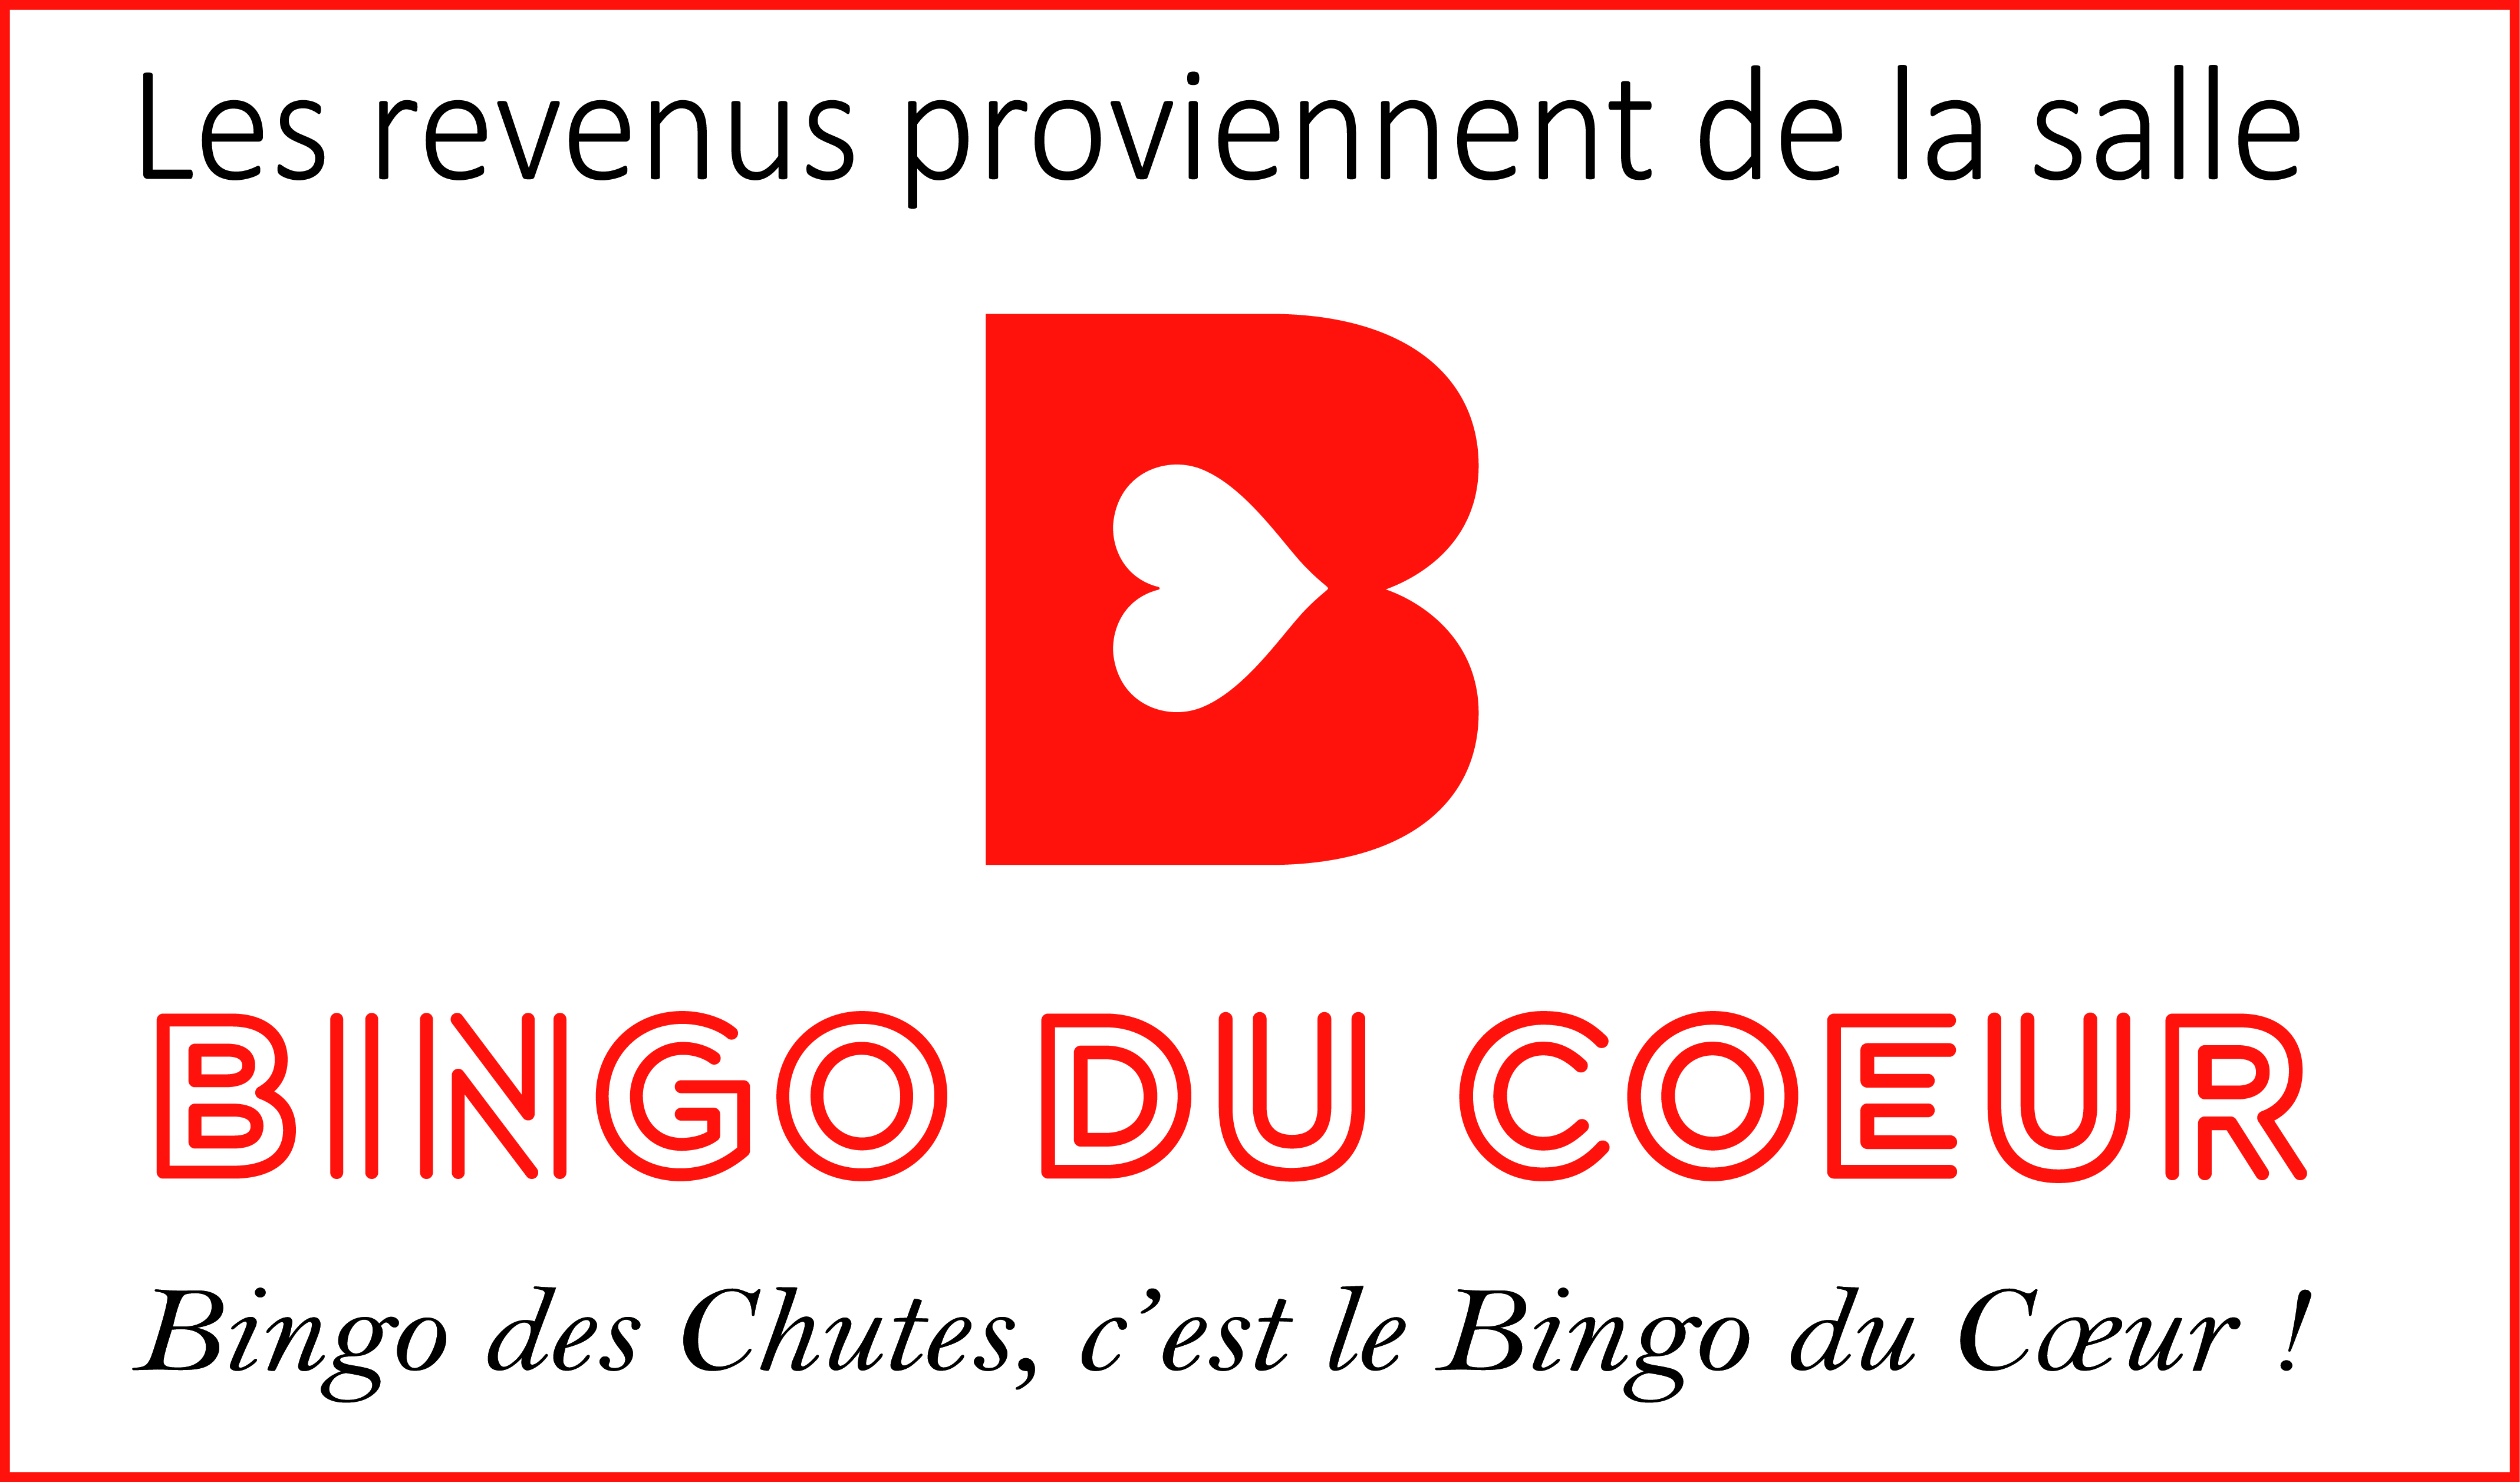 Les revenus proviennent de la salle
B
BINGO DU COEUR
Bingo des Chutes, c’est le Bingo du Cœur !